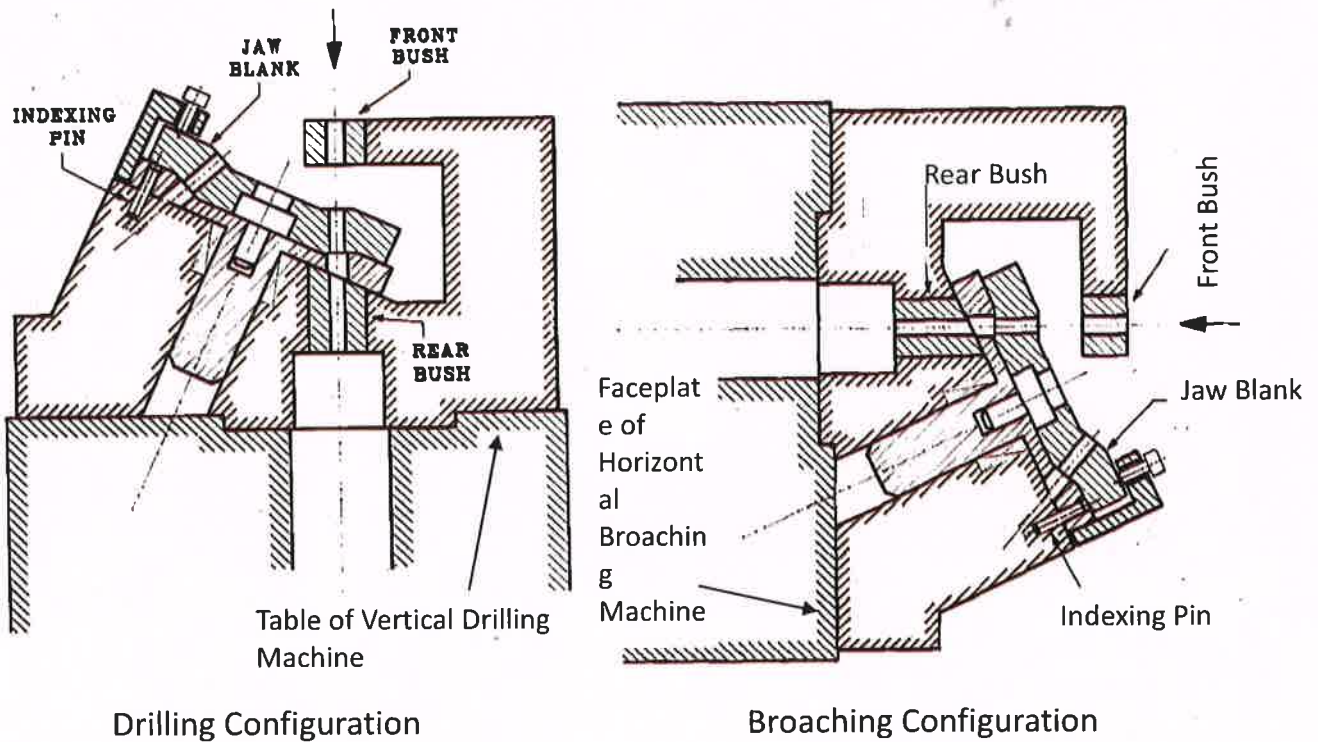 JAW
BLANK
FRONT
BUSH
INDEXING
PIN
REAR
BUSH
Table of Vertical Drilling
Machine
Drilling Configuration
Rear Bush
Front Bush
Faceplat
e of
Horizont
al
Broachin
g
Machine
Jaw Blank
Indexing Pin
Broaching Configuration